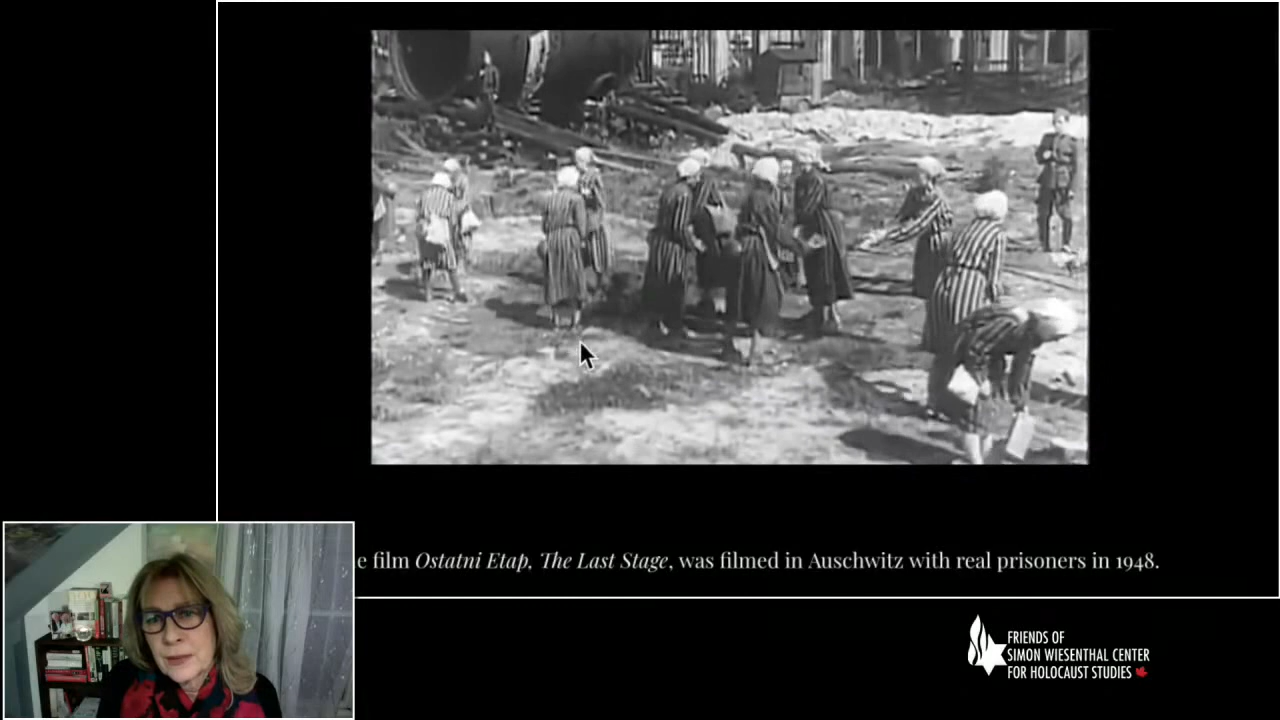 e film Ostatni Etap, The Last Stage, was filmed in Auschwitz with real prisoners in 1948.
FRIENDS OF
SIMON WIESENTHAL CENTER
FOR HOLOCAUST STUDIES